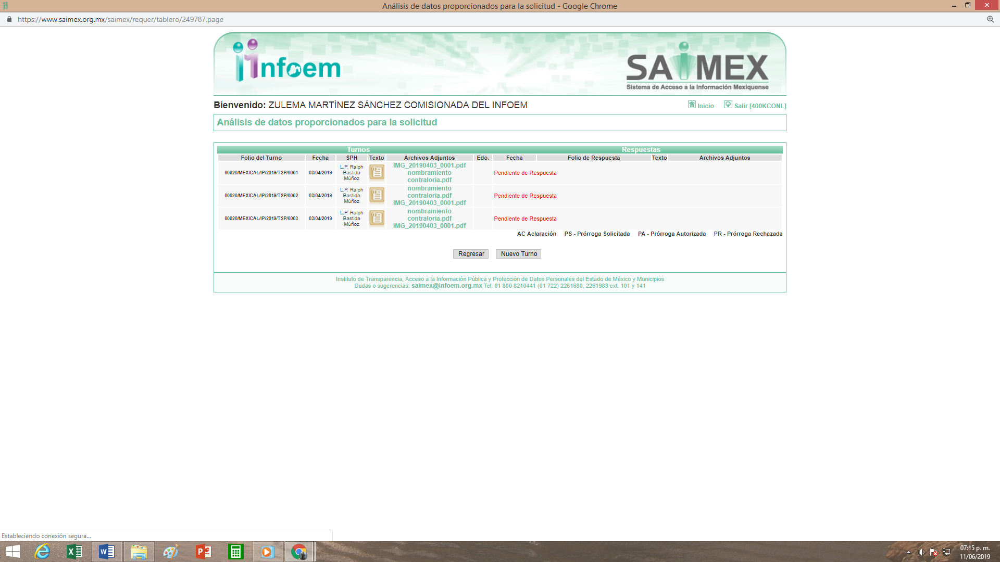 Análisis de datos proporcionados para la solicitud - Google Chrome
https://www.saimex.org.mx/saimex/requer/tablero/249787.page
infoem
SAIMEX
Sistema de Acceso a la Información Mexiquense
Bienvenido: ZULEMA MARTÍNEZ SÁNCHEZ COMISIONADA DEL INFOEM
Inicio Salir [400KCONL]
Análisis de datos proporcionados para la solicitud
Turnos Respuestas
Folio del Turno Fecha SPH Texto Archivos Adjuntos Edo. Fecha Folio de Respuesta Texto Archivos Adjuntos
00020/MEXICAL/IP/2019/TSP/0001 03/04/2019 L.P. Ralph Bastida Múñoz IMG_20190403_0001.pdf nombramiento contraloria.pdf Pendiente de Respuesta
00020/MEXICAL/IP/2019/TSP/0002 03/04/2019 L.P. Ralph Bastida Múñoz nombramiento contraloria.pdf IMG_20190403_0001.pdf Pendiente de Respuesta
00020/MEXICAL/IP/2019/TSP/0003 03/04/2019 L.P. Ralph Bastida Múñoz nombramiento contraloria.pdf IMG_20190403_0001.pdf Pendiente de Respuesta
AC Aclaración PS - Prórroga Solicitada PA - Prórroga Autorizada PR - Prórroga Rechazada
Regresar Nuevo Turno
Instituto de Transparencia, Acceso a la Información Pública y Protección de Datos Personales del Estado de México y Municipios
Dudas o sugerencias: saimex@infoem.org.mx Tel. 01 800 8210441 (01 722) 2261680, 2261983 ext. 101 y 141
Estableciendo conexión segura...
07:15 p. m.
11/06/2019